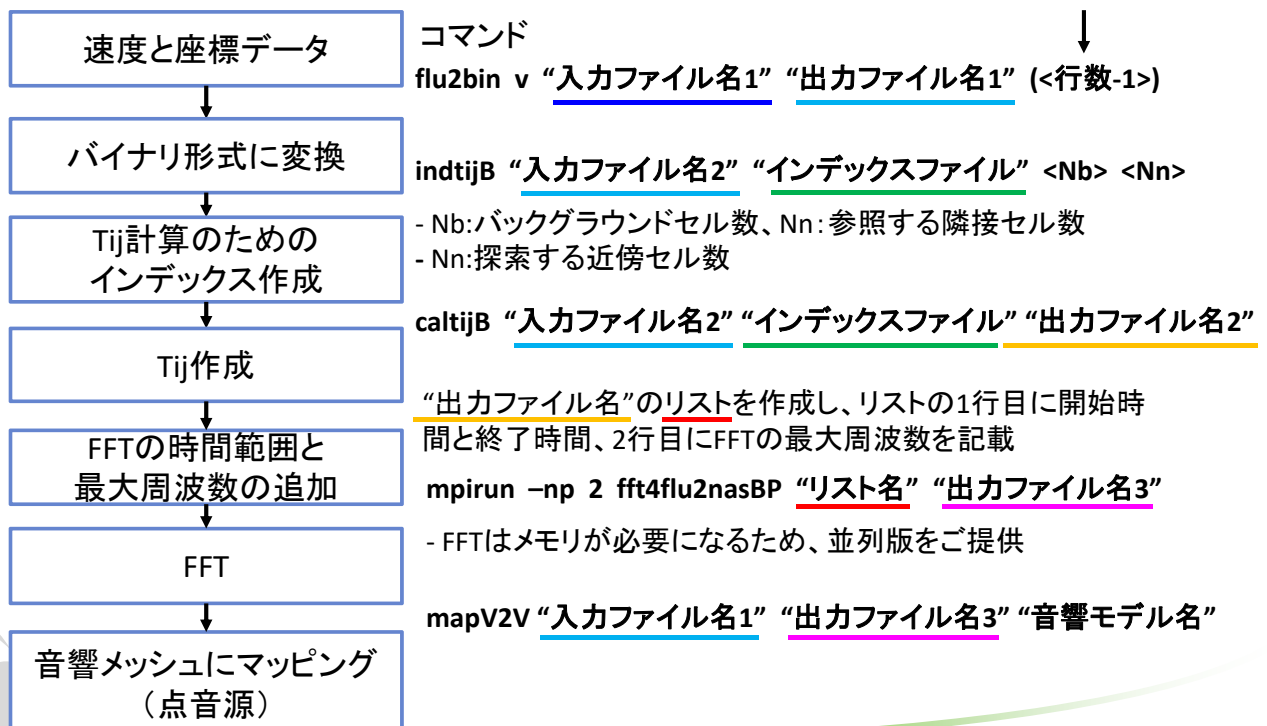 速度と座標データ
バイナリ形式に変換
Tij計算のための
インデックス作成
Tij作成
FFTの時間範囲と
最大周波数の追加
FFT
音響メッシュにマッピング
（点音源）
コマンド
flu2bin v “入力ファイル名1” “出力ファイル名1” (<行数-1>)
indtijB “入力ファイル名2” “インデックスファイル” <Nb> <Nn>
- Nb:バックグラウンドセル数、Nn：参照する隣接セル数
- Nn:探索する近傍セル数
caltijB “入力ファイル名2” “インデックスファイル” “出力ファイル名2”
“出力ファイル名”のリストを作成し、リストの1行目に開始時
間と終了時間、2行目にFFTの最大周波数を記載
mpirun –np 2 fft4flu2nasBP “リスト名” “出力ファイル名3”
- FFTはメモリが必要になるため、並列版をご提供
mapV2V “入力ファイル名1” “出力ファイル名3” “音響モデル名”